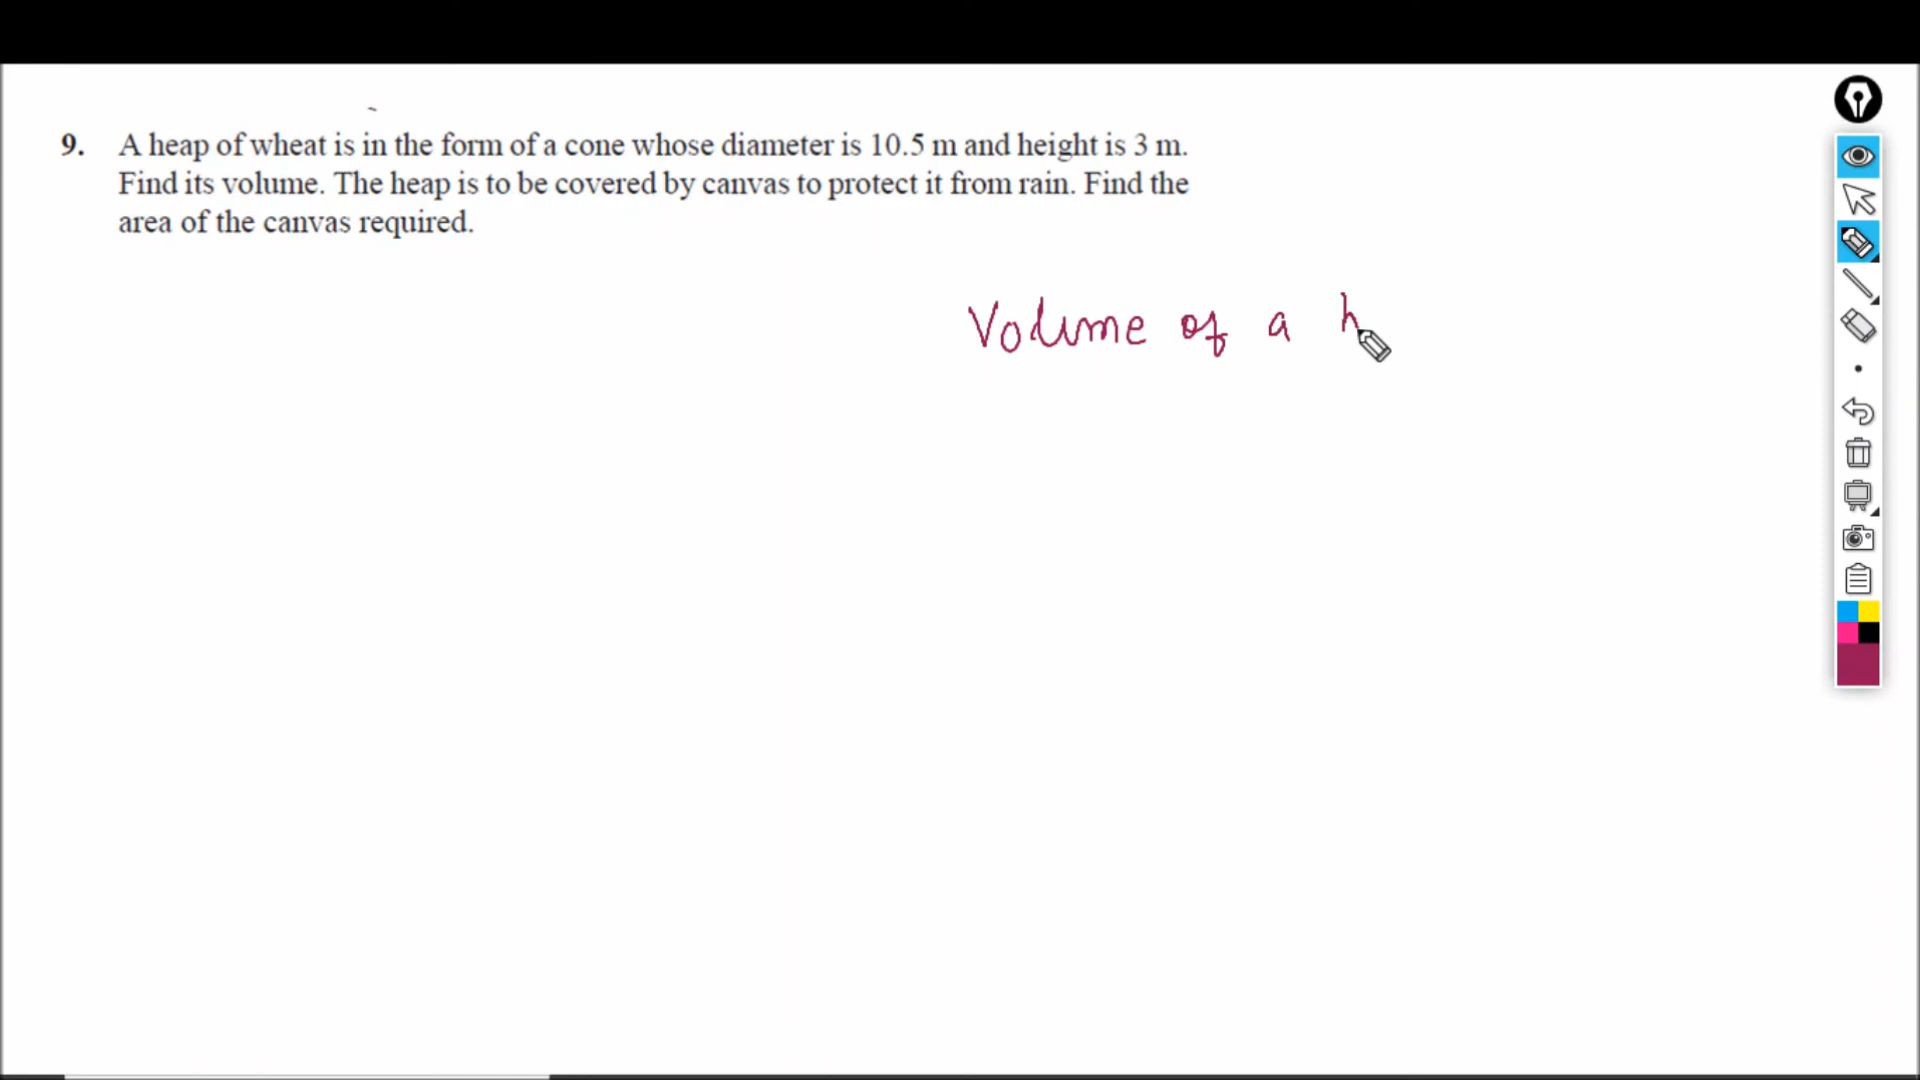 9. A heap of wheat is in the form of a cone whose diameter is 10.5 m and height is 3 m.
Find its volume. The heap is to be covered by canvas to protect it from rain. Find the
area of the canvas required.
Volume of a h